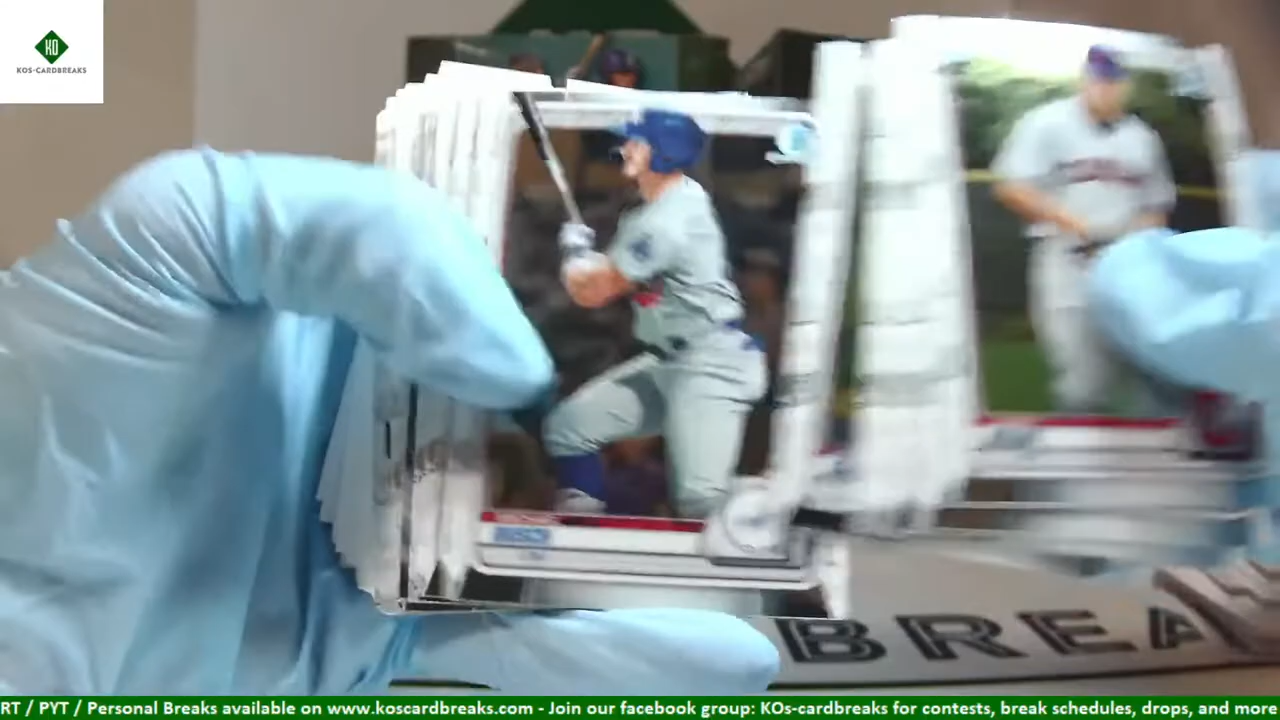 KO
KOS-CARDBREAKS
BREA
RT / PYT / Personal Breaks available on www.koscardbreaks.com - Join our facebook group: KOs-cardbreaks for contests, break schedules, drops, and more